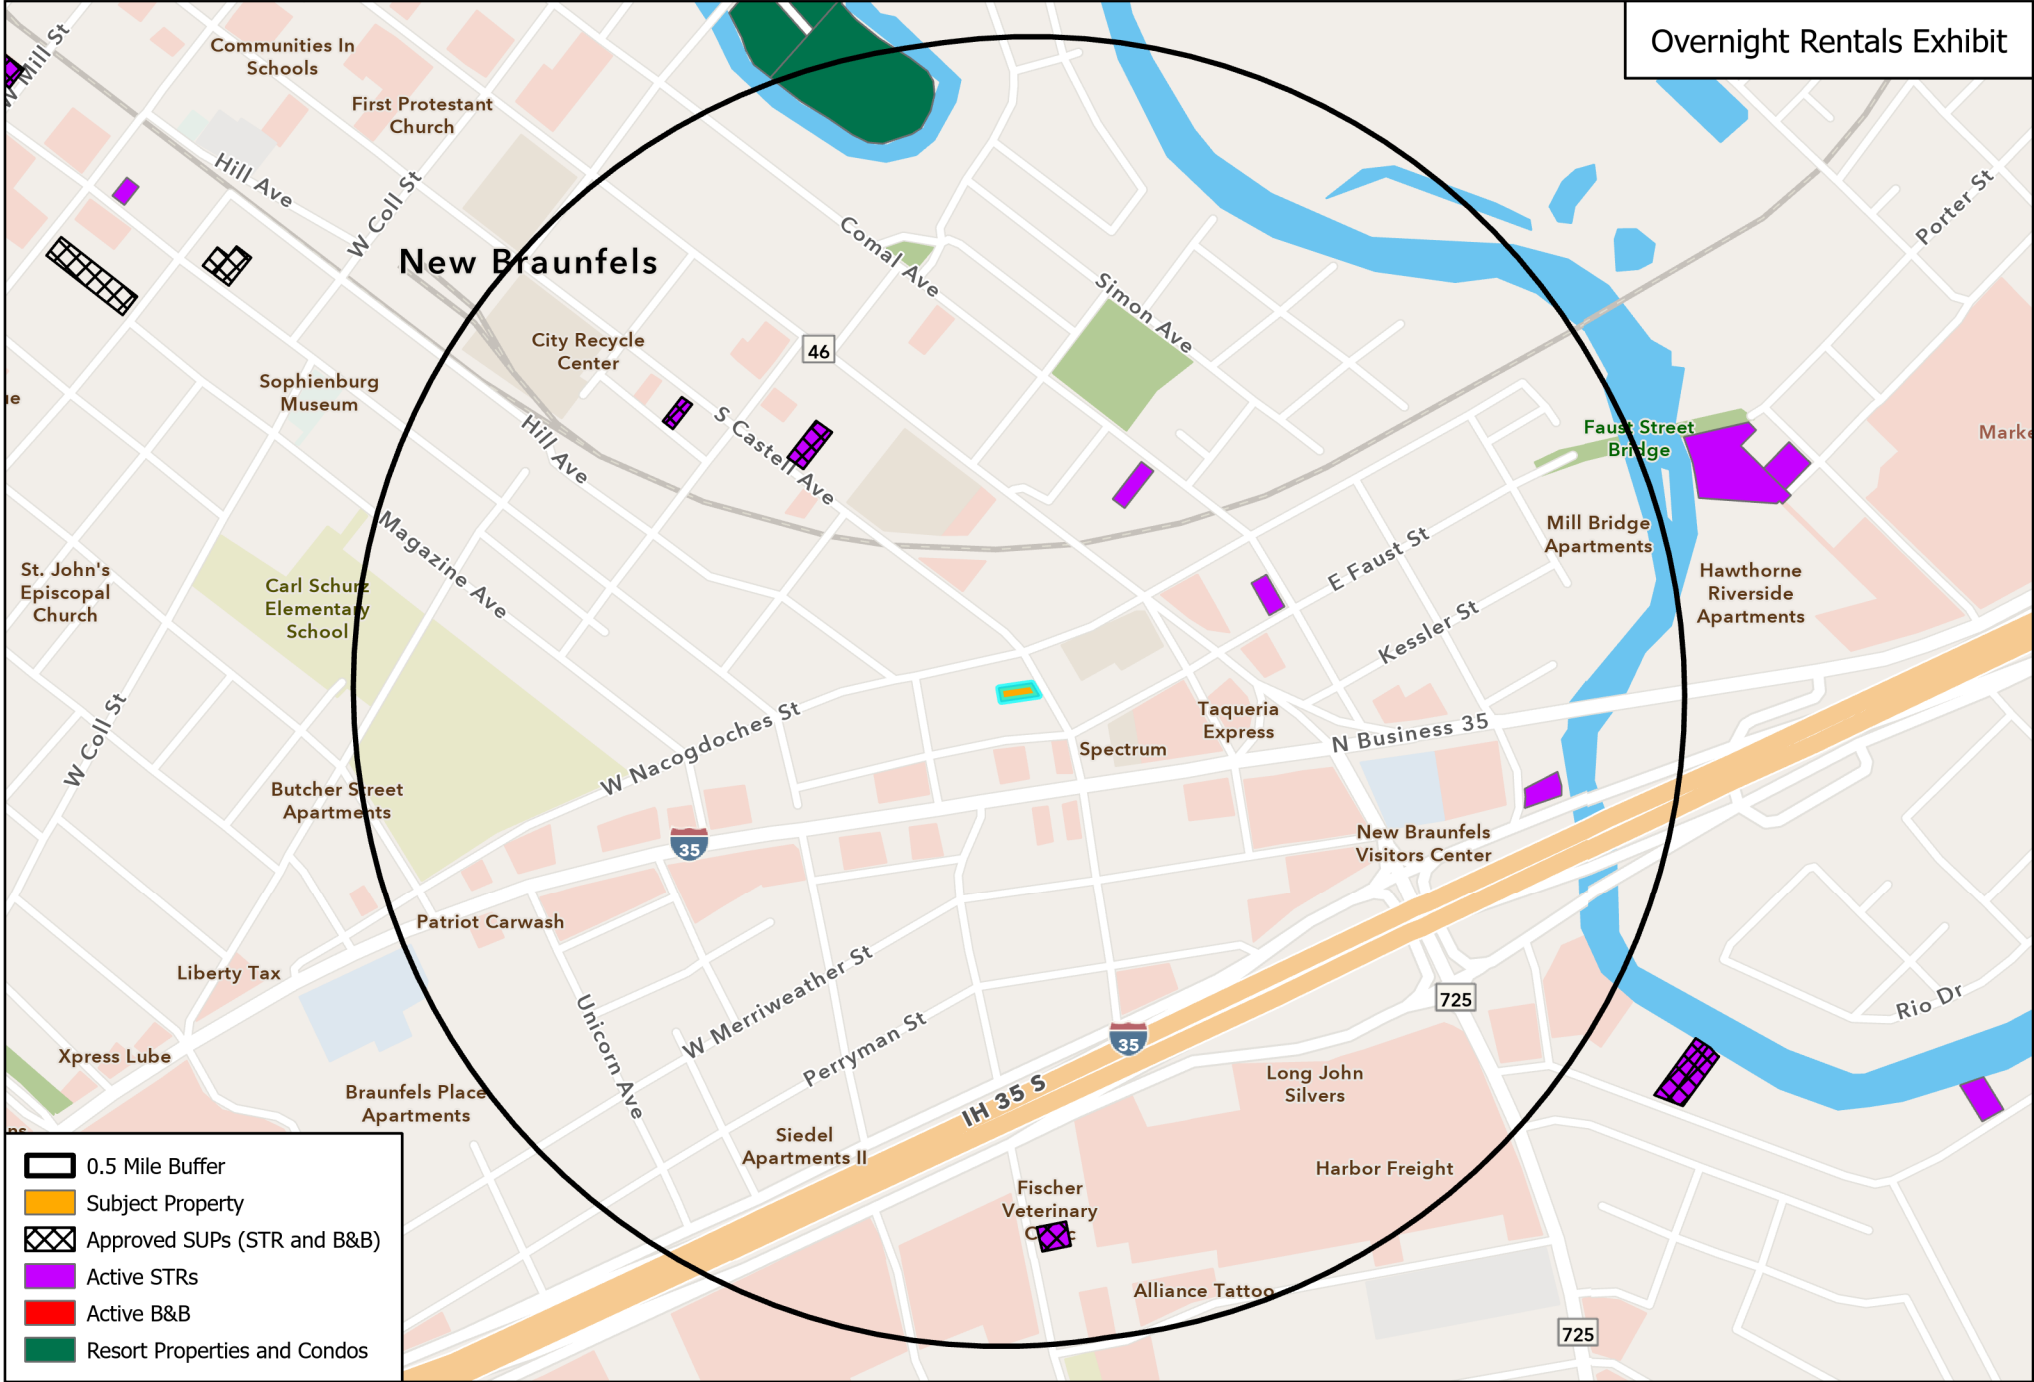 Overnight Rentals Exhibit
W Mill St
Communities In
Schools
First Protestant
Church
Hill Ave
W Coll St
New Braunfels
Comal Ave
Simon Ave
Porter St
City Recycle
Center
46
Sophienburg
Museum
S Castell Ave
Hill Ave
Faust Street
Bridge
Marke
Magazine Ave
Mill Bridge
Apartments
E Faust St
St. John's
Episcopal
Church
Carl Schurz
Elementary
School
Hawthorne
Riverside
Apartments
Kessler St
W Coll St
W Nacogdoches St
Taqueria
Express
Spectrum
N Business 35
Butcher Street
Apartments
35
New Braunfels
Visitors Center
Patriot Carwash
Liberty Tax
Unicorn Ave
W Merriweather St
Perryman St
725
Rio Dr
35
Xpress Lube
Braunfels Place
Apartments
IH 35 S
Long John
Silvers
Siedel
Apartments II
Harbor Freight
Fischer
Veterinary
Alliance Tattoo
725
0.5 Mile Buffer
Subject Property
Approved SUPs (STR and B&B)
Active STRs
Active B&B
Resort Properties and Condos